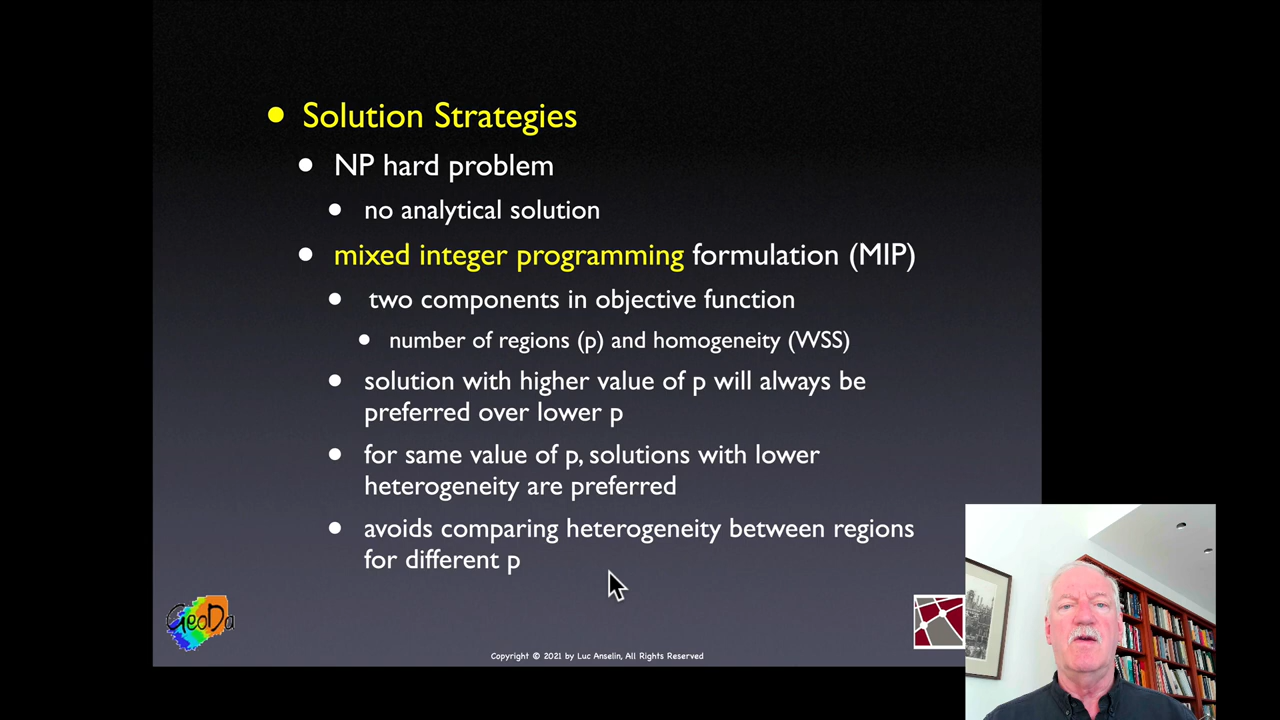 Solution Strategies
NP hard problem
no analytical solution
mixed integer programming formulation (MIP)
two components in objective function
number of regions (p) and homogeneity (WSS)
solution with higher value of p will always be
preferred over lower p
for same value of p, solutions with lower
heterogeneity are preferred
avoids comparing heterogeneity between regions
for different p
GeoDa
Copyright © 2021 by Luc Anselin, All Rights Reserved